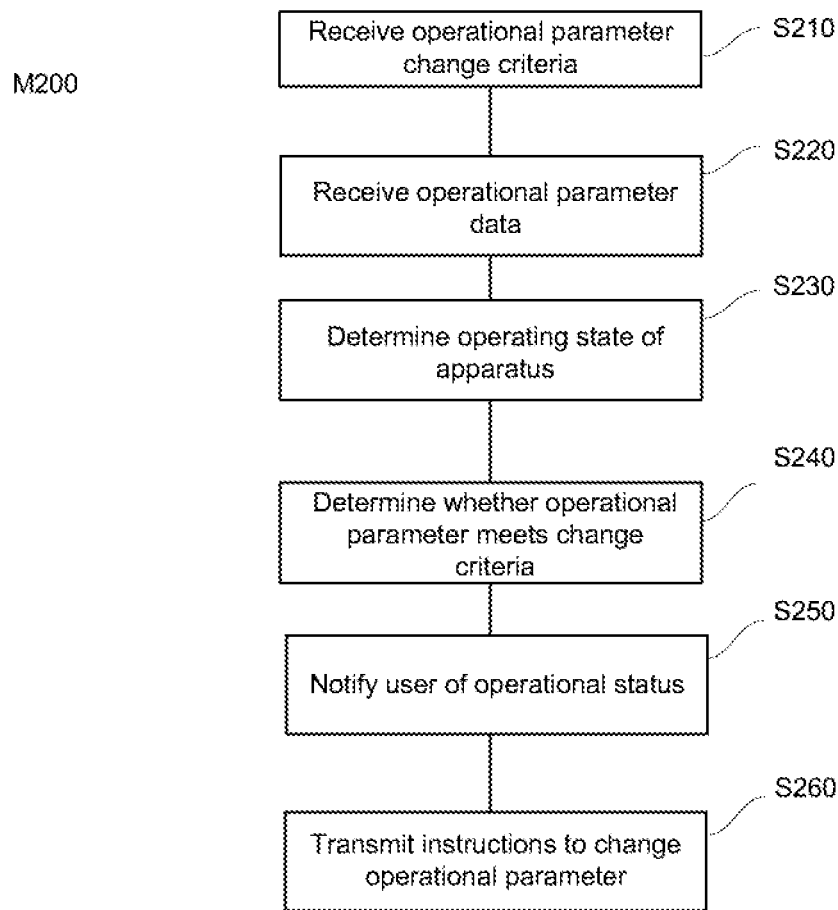 M200
Receive operational parameter
change criteria
S210
Receive operational parameter
data
S220
Determine operating state of
apparatus
S230
Determine whether operational
parameter meets change
criteria
S240
Notify user of operational status
S250
Transmit instructions to change
operational parameter
S260